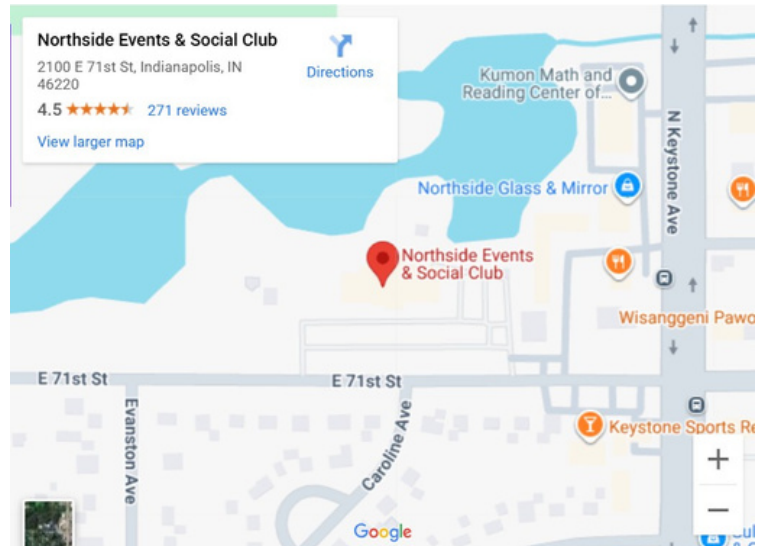 Northside Events & Social Club
2100 E 71st St, Indianapolis, IN
46220
4.5
271 reviews
View larger map
Directions
Kumon Math and
Reading Center of...
N Keystone Ave
Northside Glass & Mirror
Northside Events
& Social Club
Wisanggeni Pawo
E 71st St
E 71st St
Evanston Ave
Caroline Ave
Keystone Sports Re
+
−
Google